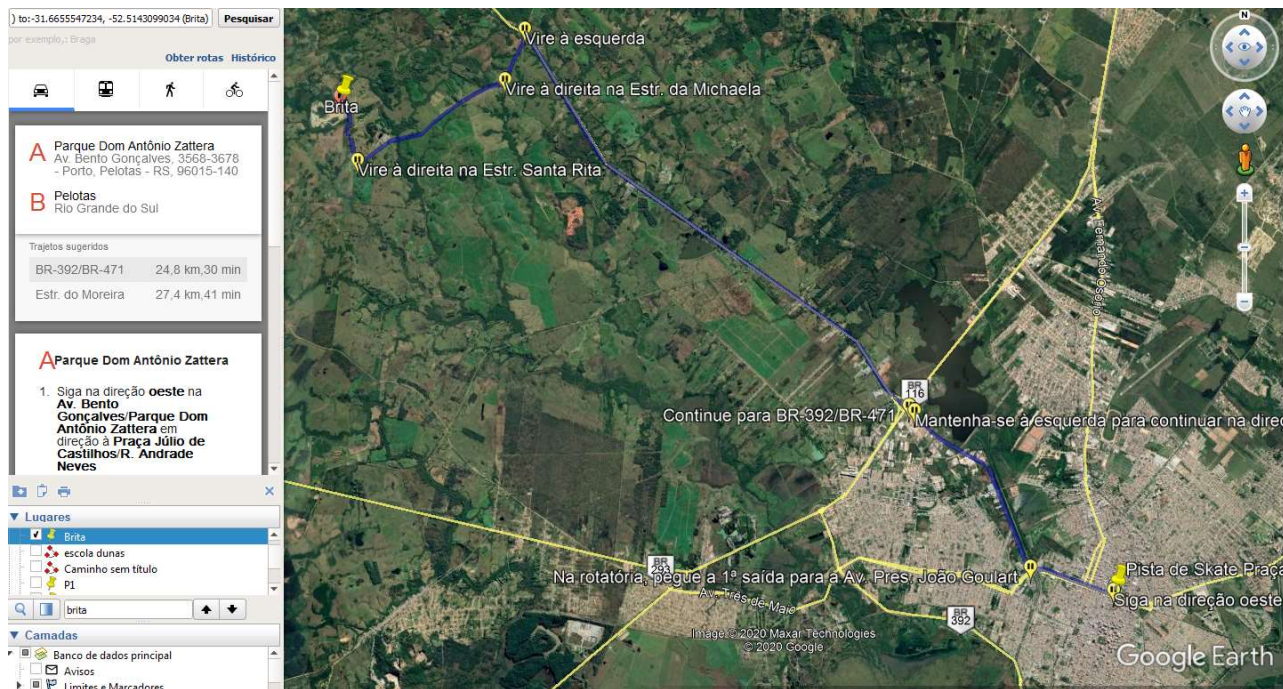 ) to:-31.6655547234, -52.5143099034 (Brita)
Pesquisar
por exemplo,: Braga
Obter rotas Histórico
A Parque Dom Antônio Zattera
Av. Bento Gonçalves, 3568-3678
- Porto, Pelotas - RS, 96015-140
B Pelotas
Rio Grande do Sul
Trajetos sugeridos
BR-392/BR-471 24,8 km,30 min
Estr. do Moreira 27,4 km,41 min
A Parque Dom Antônio Zattera
1. Siga na direção oeste na
Av. Bento
Gonçalves/Parque Dom
Antônio Zattera em
direção à Praça Júlio de
Castilhos/R. Andrade
Neves
Lugares
Brita
escola dunas
Caminho sem título
P1
brita
Camadas
Banco de dados principal
Avisos
Limites e Marcadores
Vire à esquerda
Vire à direita na Estr. da Michaela
Brita
Vire à direita na Estr. Santa Rita
N
Av. Fernando Osório
BR
116
Continue para BR-392/BR-471
Mantenha-se à esquerda para continuar na direç
BR
293
Na rotatória, pegue a 1ª saída para a Av. Pres. João Goulart
Pista de Skate Praça
Siga na direção oeste
Av. Três de Maio
BR
392
Image © 2020 Maxar Technologies
© 2020 Google
Google Earth